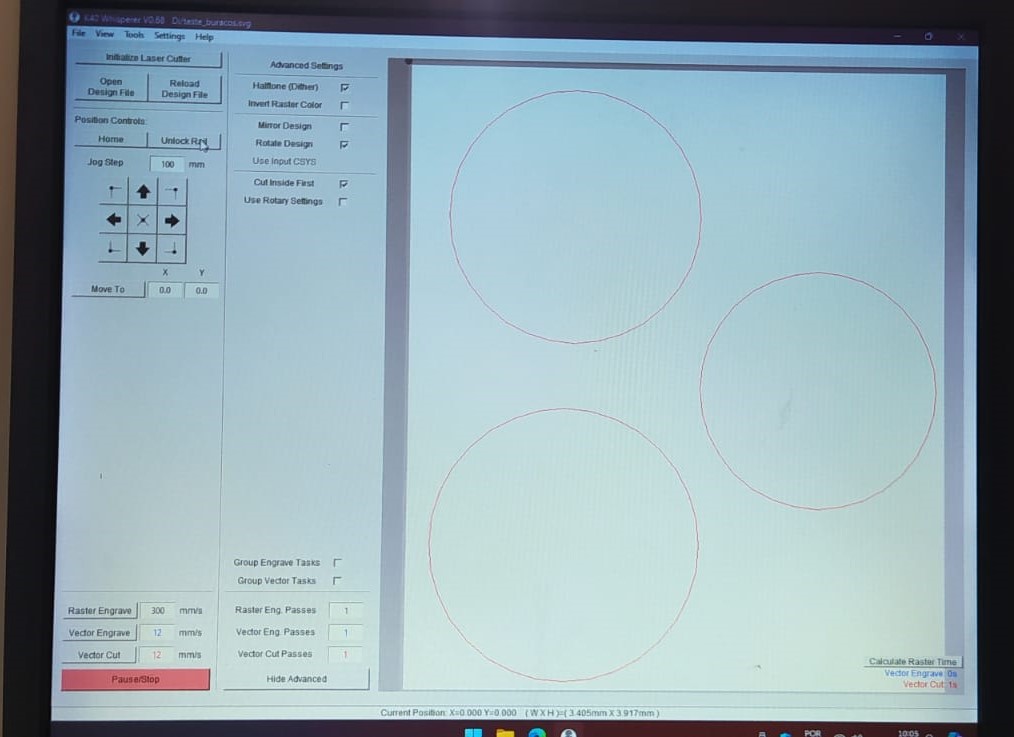 K40 Whisperer V0.68 D:/teste_buracos.svg
File View Tools Settings Help
Initialize Laser Cutter
Open
Design File
Reload
Design File
Position Controls:
Home
Unlock Rail
Jog Step 100 mm
X Y
Move To 0.0 0.0
Advanced Settings
Halftone (Dither)
Invert Raster Color
Mirror Design
Rotate Design
Use Input CSYS
Cut Inside First
Use Rotary Settings
Group Engrave Tasks
Group Vector Tasks
Raster Engrave 300 mm/s
Raster Eng. Passes 1
Vector Engrave 12 mm/s
Vector Eng. Passes 1
Vector Cut 12 mm/s
Vector Cut Passes 1
Pause/Stop
Hide Advanced
Calculate Raster Time
Vector Engrave: 0s
Vector Cut: 1s
Current Position: X=0.000 Y=0.000 ( W X H )=( 3.405mm X 3.917mm )
POR
10:05